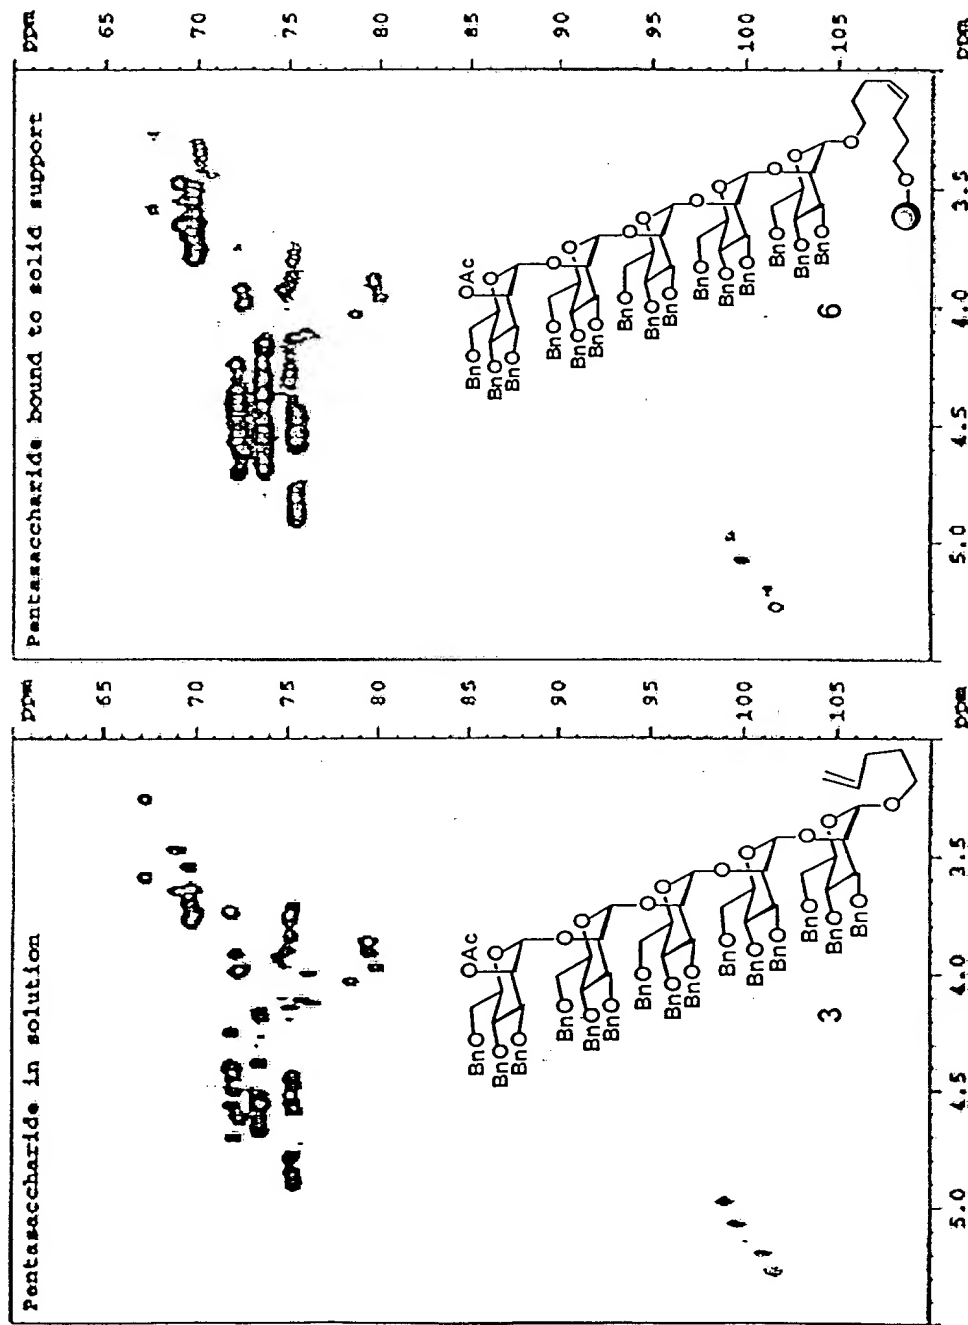 Pentasaccharide in solution
ppm
65
70
75
80
85
90
95
100
105
ppm
5.0
4.5
4.0
3.5
OAc
BnO O
BnO
BnO
O
BnO O
BnO
BnO
O
BnO O
BnO
BnO
O
BnO O
BnO
BnO
O
BnO O
BnO
BnO
O
3
Pentasaccharide bound to solid support
ppm
65
70
75
80
85
90
95
100
105
ppm
5.0
4.5
4.0
3.5
OAc
BnO O
BnO
BnO
O
BnO O
BnO
BnO
O
BnO O
BnO
BnO
O
BnO O
BnO
BnO
O
BnO O
BnO
BnO
O
O
6